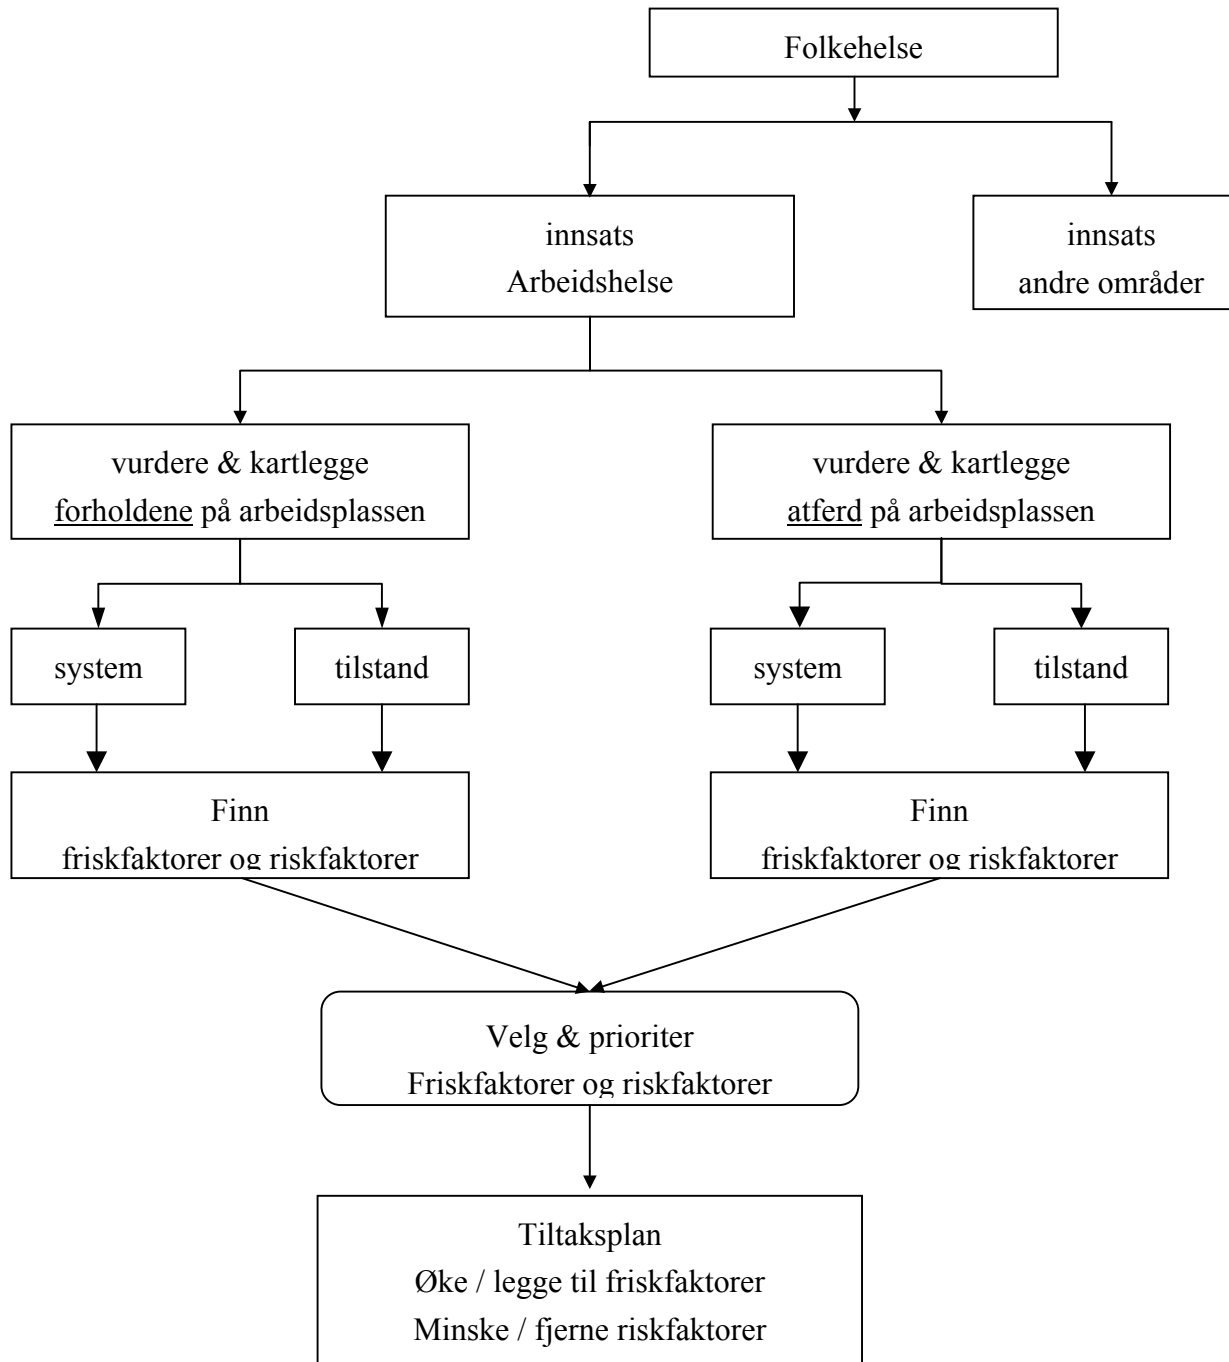 Folkehelse
innsats
Arbeidshelse
innsats
andre områder
vurdere & kartlegge
forholdene på arbeidsplassen
vurdere & kartlegge
atferd på arbeidsplassen
system
tilstand
system
tilstand
Finn
friskfaktorer og riskfaktorer
Finn
friskfaktorer og riskfaktorer
Velg & prioriter
Friskfaktorer og riskfaktorer
Tiltaksplan
Øke / legge til friskfaktorer
Minske / fjerne riskfaktorer